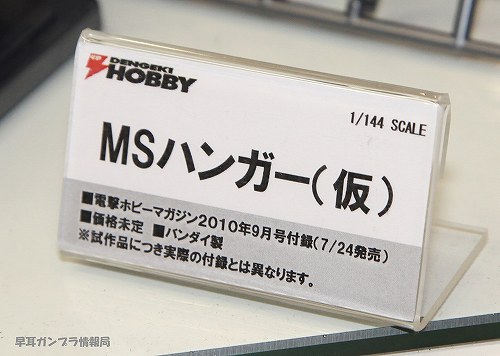 DENGEKI
HOBBY
1/144 SCALE
MSハンガー(仮)
■電撃ホビーマガジン2010年9月号付録(7/24発売)
■価格未定 ■バンダイ製
※試作品につき実際の付録とは異なります。
早耳ガンプラ情報局